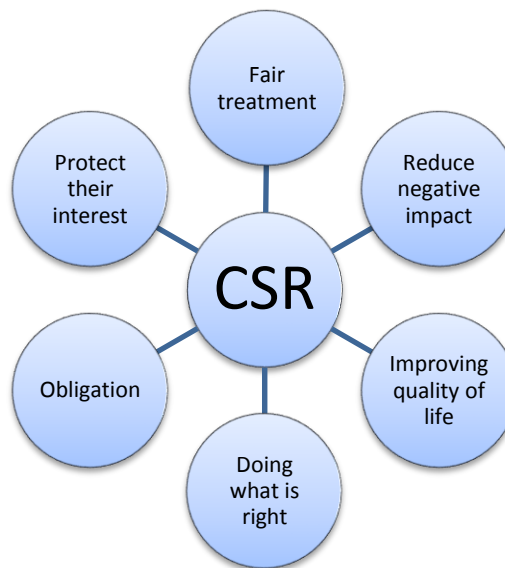 Fair
treatment
Protect
their
interest
Reduce
negative
impact
CSR
Obligation
Improving
quality of
life
Doing
what is
right